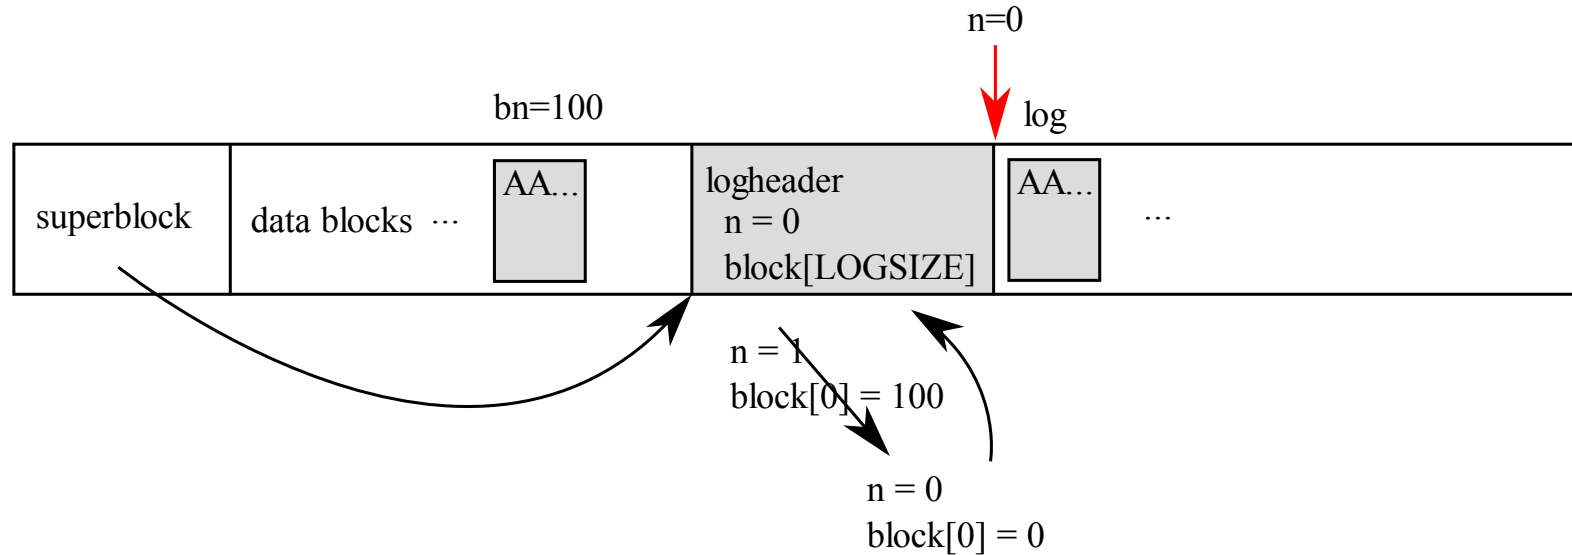 n=0
bn=100
log
superblock
data blocks ...
AA...
logheader
n = 0
block[LOGSIZE]
AA...
...
n = 1
block[0] = 100
n = 0
block[0] = 0